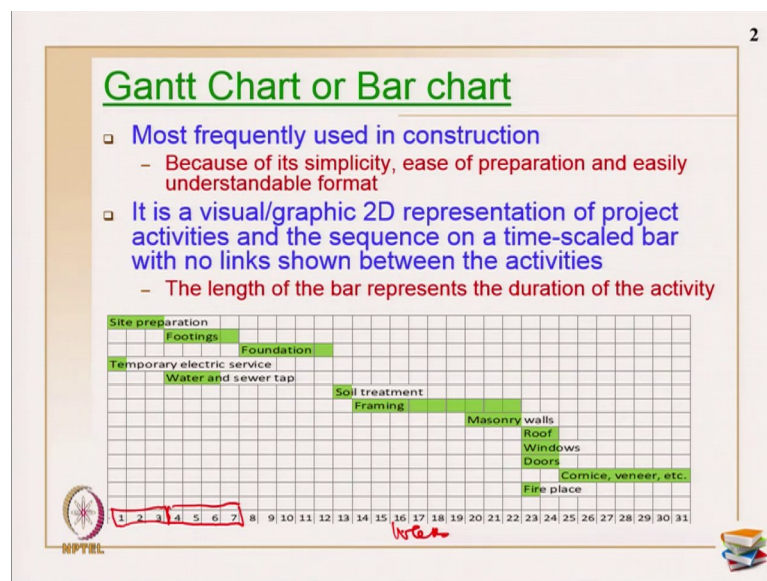 2
Gantt Chart or Bar chart
Most frequently used in construction
– Because of its simplicity, ease of preparation and easily
understandable format
It is a visual/graphic 2D representation of project
activities and the sequence on a time-scaled bar
with no links shown between the activities
– The length of the bar represents the duration of the activity
Site preparation
Footings
Foundation
Temporary electric service
Water and sewer tap
Soil treatment
Framing
Masonry walls
Roof
Windows
Doors
Cornice, veneer, etc.
Fire place
1 2 3 4 5 6 7 8 9 10 11 12 13 14 15 16 17 18 19 20 21 22 23 24 25 26 27 28 29 30 31
NPTEL